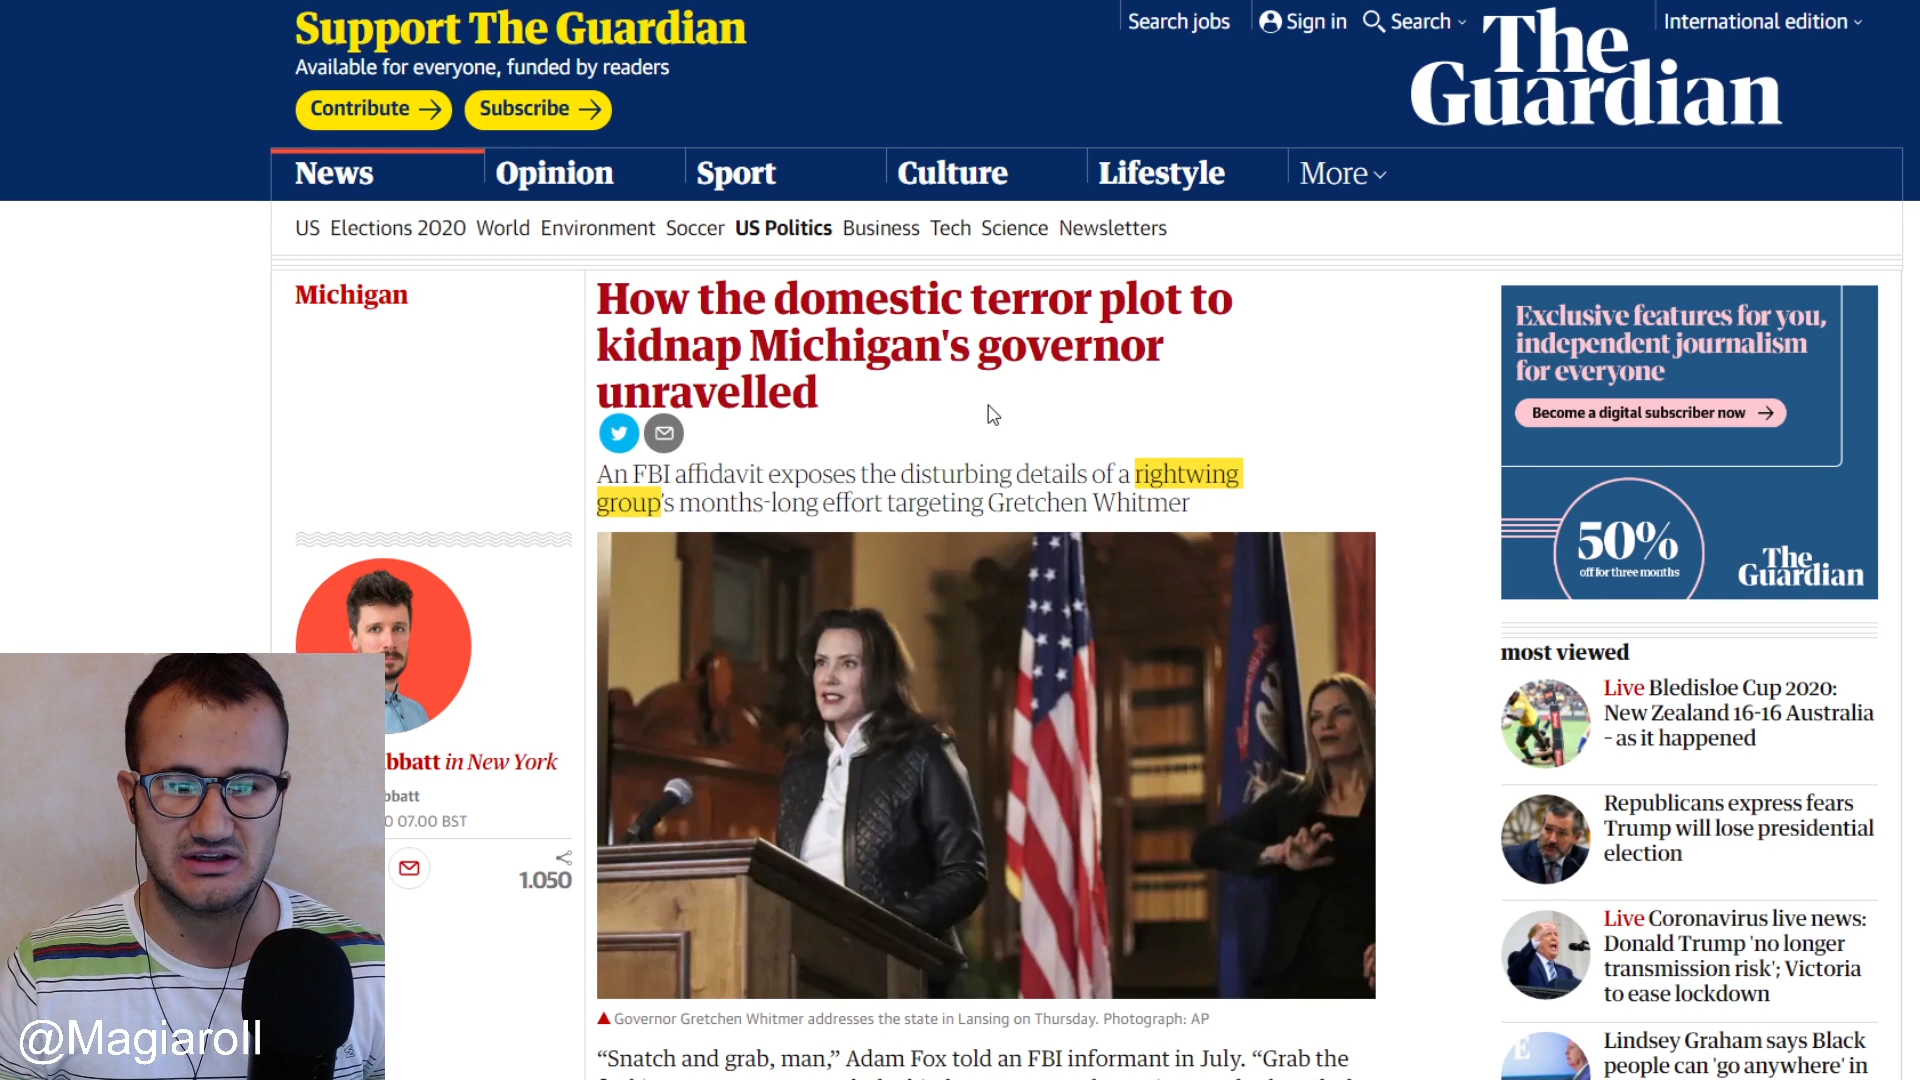 Support The Guardian
Available for everyone, funded by readers
Contribute
Subscribe
Search jobs
Sign in
Search
International edition
The
Guardian
News
Opinion
Sport
Culture
Lifestyle
More
US Elections 2020 World Environment Soccer US Politics Business Tech Science Newsletters
Michigan
How the domestic terror plot to
kidnap Michigan's governor
unravelled
An FBI affidavit exposes the disturbing details of a rightwing
group's months-long effort targeting Gretchen Whitmer
bbatt in New York
bbatt
07.00 BST
1.050
Governor Gretchen Whitmer addresses the state in Lansing on Thursday. Photograph: AP
“Snatch and grab, man,” Adam Fox told an FBI informant in July. “Grab the
Exclusive features for you,
independent journalism
for everyone
Become a digital subscriber now
50%
off for three months
The
Guardian
most viewed
Live Bledisloe Cup 2020:
New Zealand 16-16 Australia
– as it happened
Republicans express fears
Trump will lose presidential
election
Live Coronavirus live news:
Donald Trump 'no longer
transmission risk'; Victoria
to ease lockdown
Lindsey Graham says Black
people can 'go anywhere' in
@Magiaroll